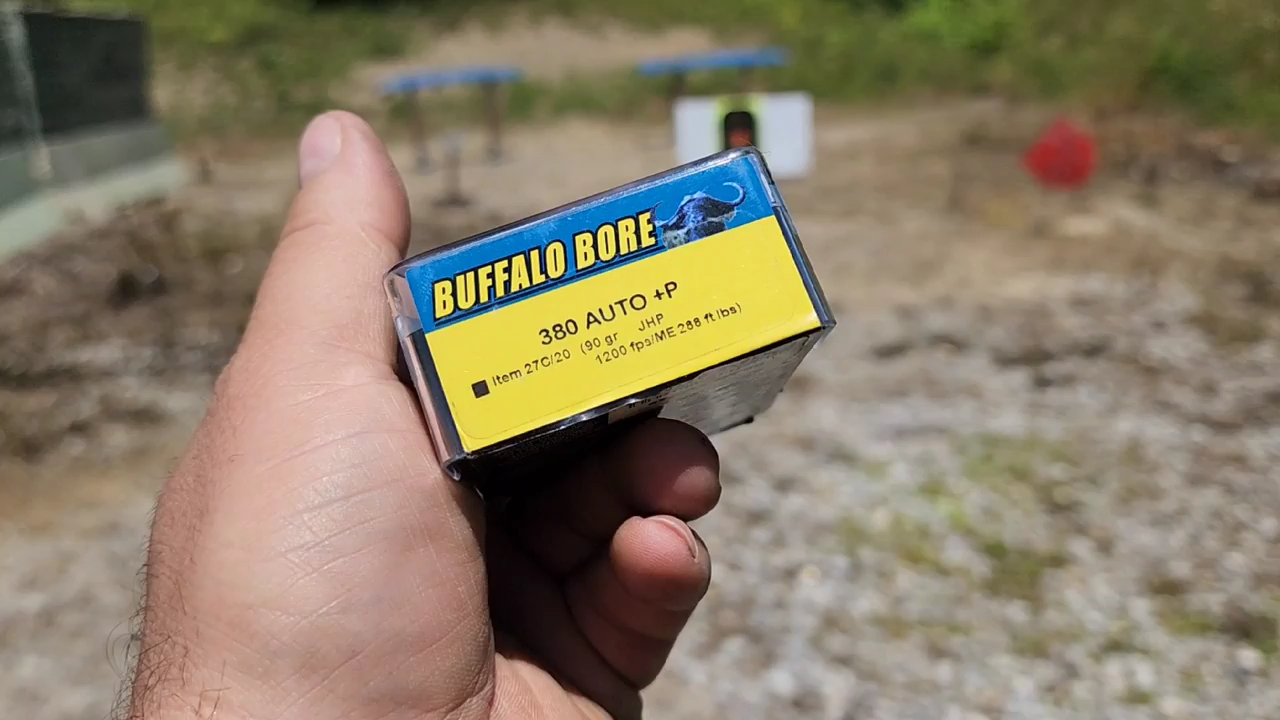 BUFFALO BORE
380 AUTO +P
Item 27C/20 (90 gr JHP
1200 fps/ME 288 ft lbs)